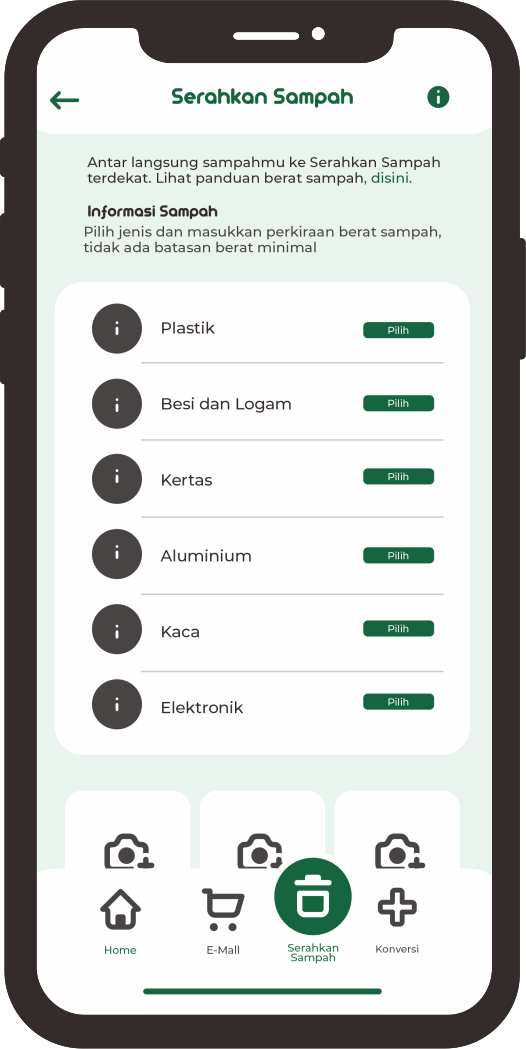 Serahkan Sampah
Antar langsung sampahmu ke Serahkan Sampah
terdekat. Lihat panduan berat sampah, disini.
Informasi Sampah
Pilih jenis dan masukkan perkiraan berat sampah,
tidak ada batasan berat minimal
Plastik
Pilih
Besi dan Logam
Pilih
Kertas
Pilih
Aluminium
Pilih
Kaca
Pilih
Elektronik
Pilih
Home
E-Mall
Serahkan
Sampah
Konversi